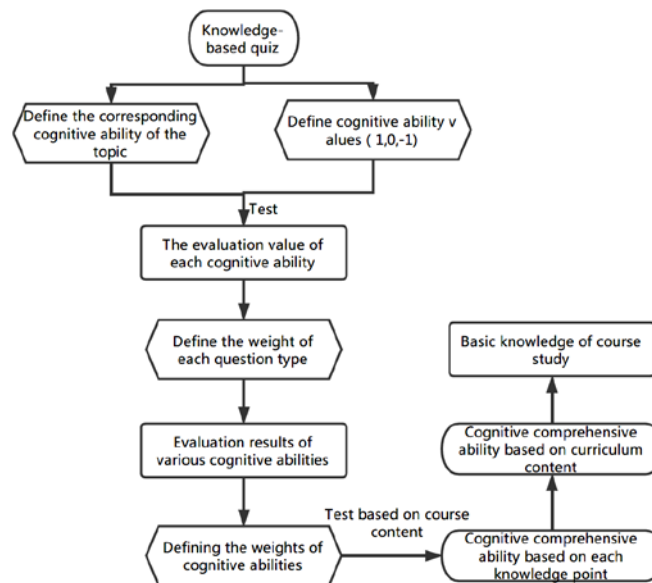 Knowledge-
based quiz
Define the corresponding
cognitive ability of the
topic
Define cognitive ability v
alues ( 1,0,-1)
Test
The evaluation value of
each cognitive ability
Define the weight of
each question type
Evaluation results of
various cognitive abilities
Defining the weights of
cognitive abilities
Test based on course
content
Cognitive comprehensive
ability based on each
knowledge point
Cognitive comprehensive
ability based on curriculum
content
Basic knowledge of course
study